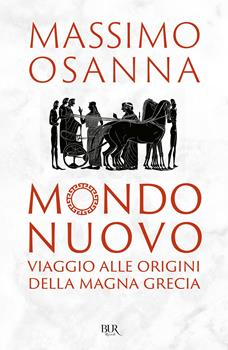 MASSIMO
OSANNA
MONDO
NUOVO
VIAGGIO ALLE ORIGINI
DELLA MAGNA GRECIA
BUR